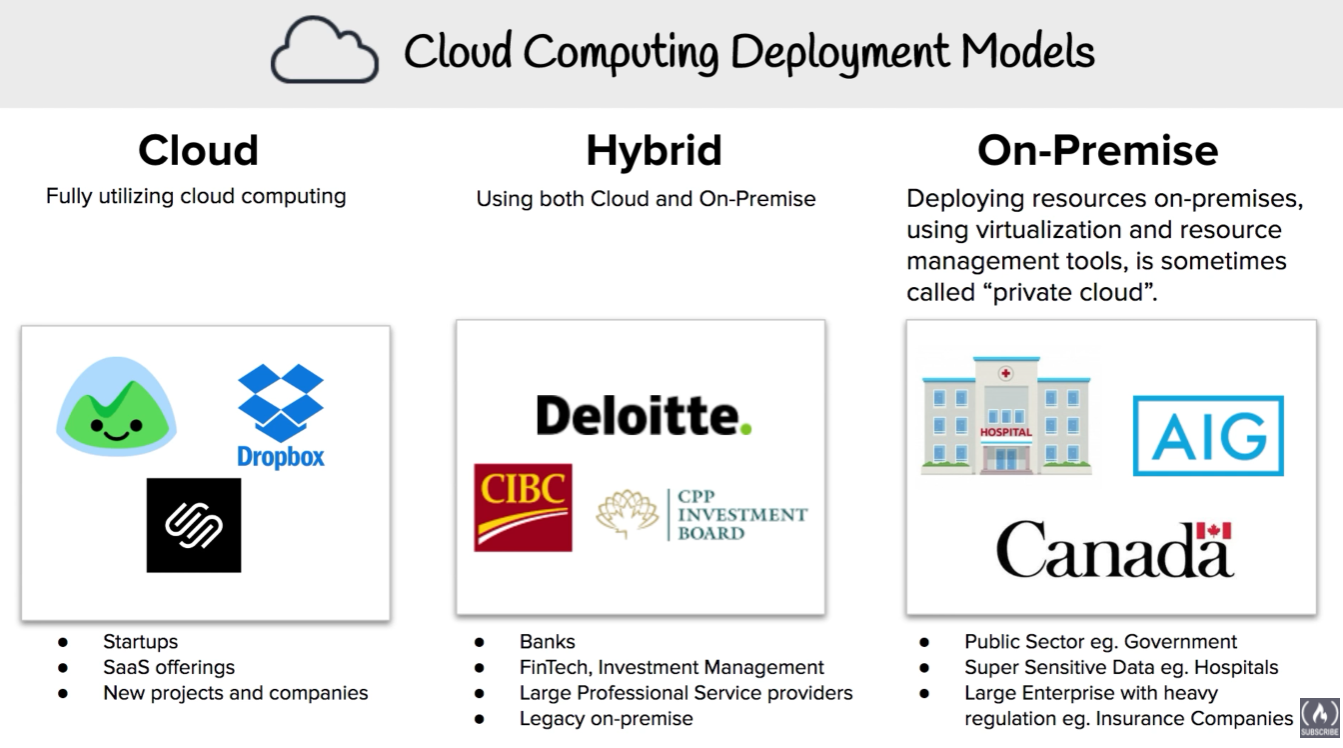 Cloud Computing Deployment Models
Cloud
Fully utilizing cloud computing
Dropbox
● Startups
● SaaS offerings
● New projects and companies
Hybrid
Using both Cloud and On-Premise
Deloitte.
CIBC
CPP
INVESTMENT
BOARD
● Banks
● FinTech, Investment Management
● Large Professional Service providers
● Legacy on-premise
On-Premise
Deploying resources on-premises,
using virtualization and resource
management tools, is sometimes
called “private cloud”.
HOSPITAL
AIG
Canada
● Public Sector eg. Government
● Super Sensitive Data eg. Hospitals
● Large Enterprise with heavy
regulation eg. Insurance Companies
SUBSCRIBE